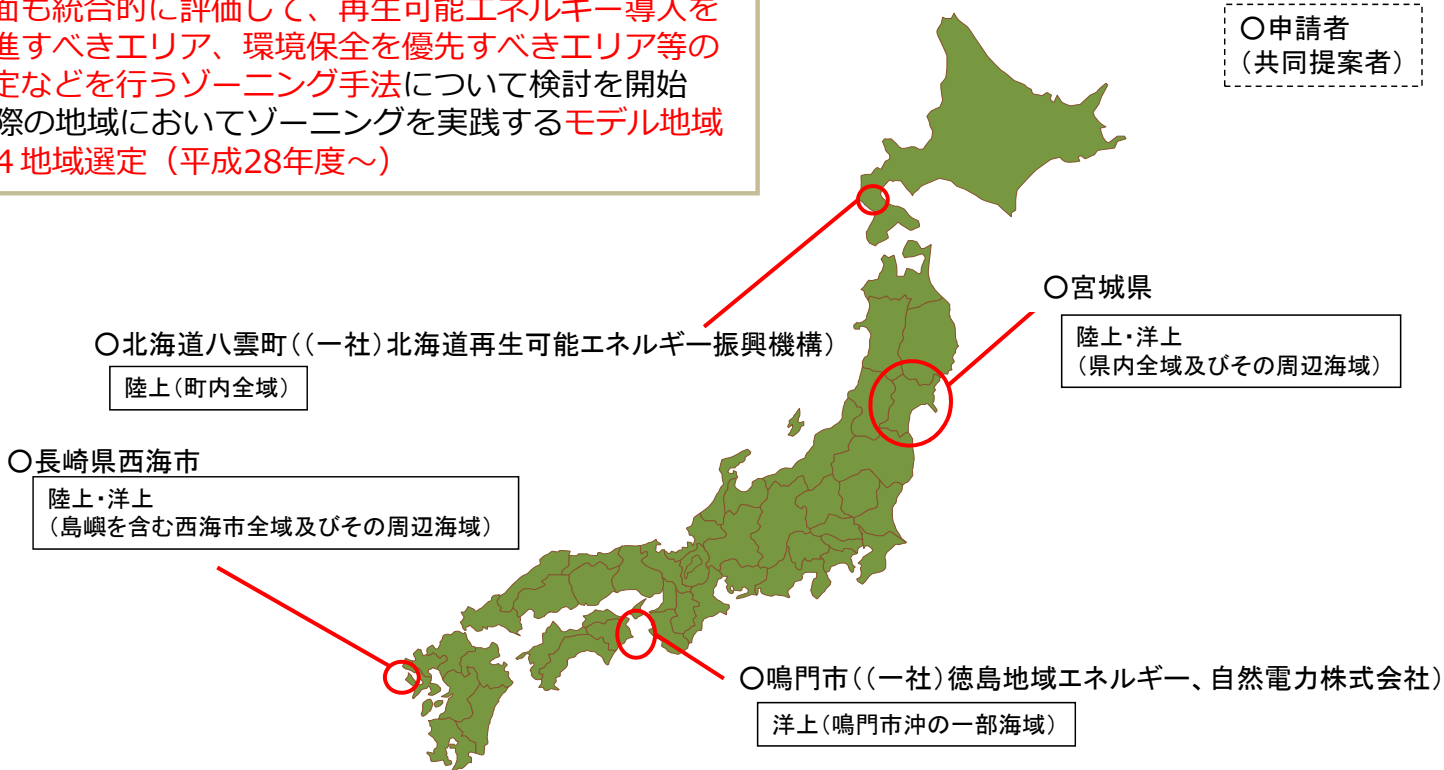 面も統合的に評価して、再生可能エネルギー導入を
進すべきエリア、環境保全を優先すべきエリア等の
定などを行うゾーニング手法について検討を開始
際の地域においてゾーニングを実践するモデル地域
４地域選定（平成28年度～）
〇申請者
（共同提案者）
〇宮城県
陸上・洋上
（県内全域及びその周辺海域）
〇北海道八雲町（（一社）北海道再生可能エネルギー振興機構）
陸上（町内全域）
〇長崎県西海市
陸上・洋上
（島嶼を含む西海市全域及びその周辺海域）
〇鳴門市（（一社）徳島地域エネルギー、自然電力株式会社）
洋上（鳴門市沖の一部海域）